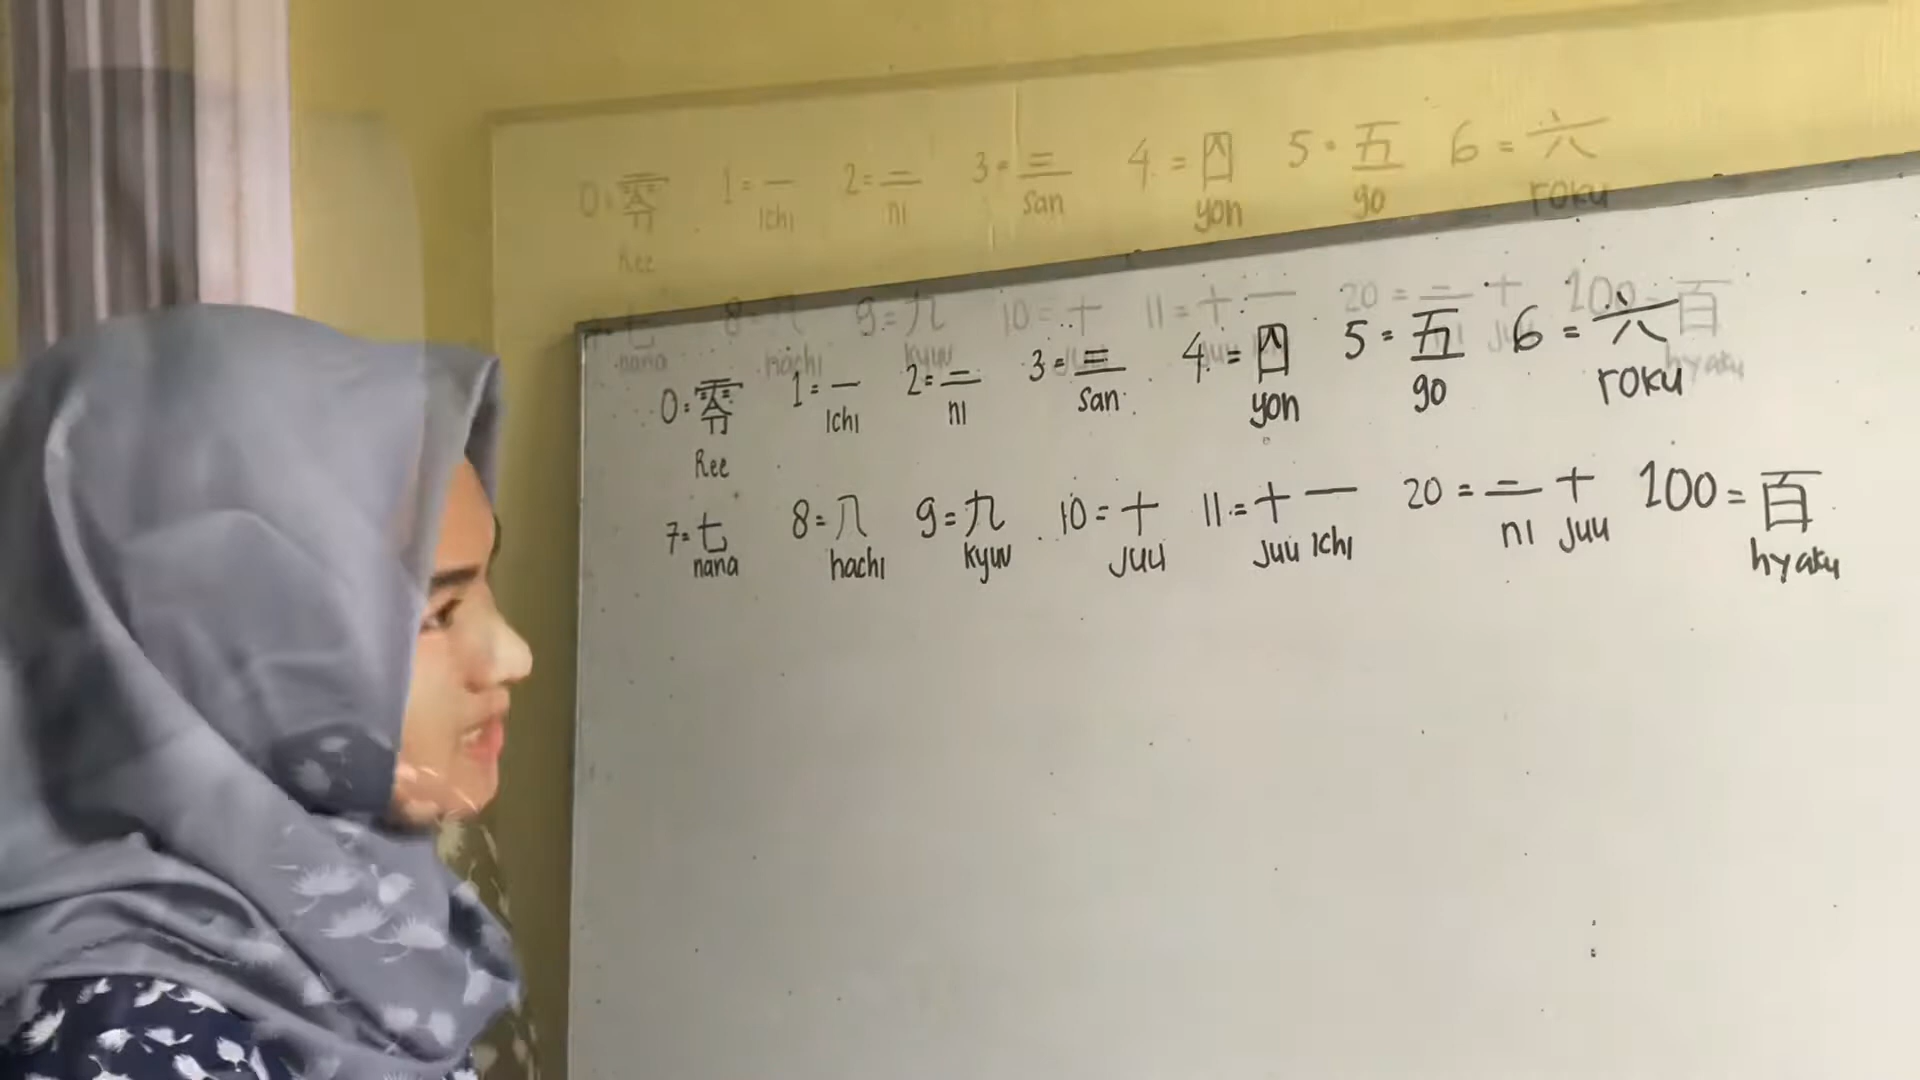 0=零 1=一 2=二 3=三 4=四 5=五 6=六
Ree Ichi ni san yon go roku
7=七 8=八 9=九 10=十 11=十一 20=二十 100=百
nana hachi kyuu juu juu Ichi ni juu hyaku